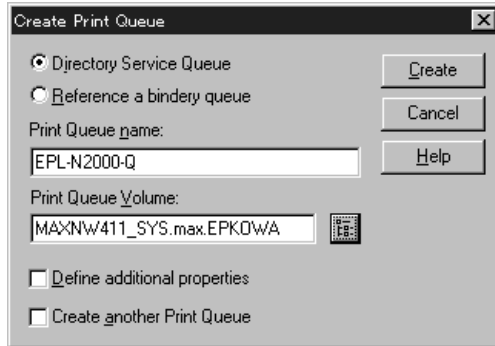 Create Print Queue
Directory Service Queue
Reference a bindery queue
Print Queue name:
EPL-N2000-Q
Print Queue Volume:
MAXNW411_SYS.max.EPKOWA
Define additional properties
Create another Print Queue
Create
Cancel
Help